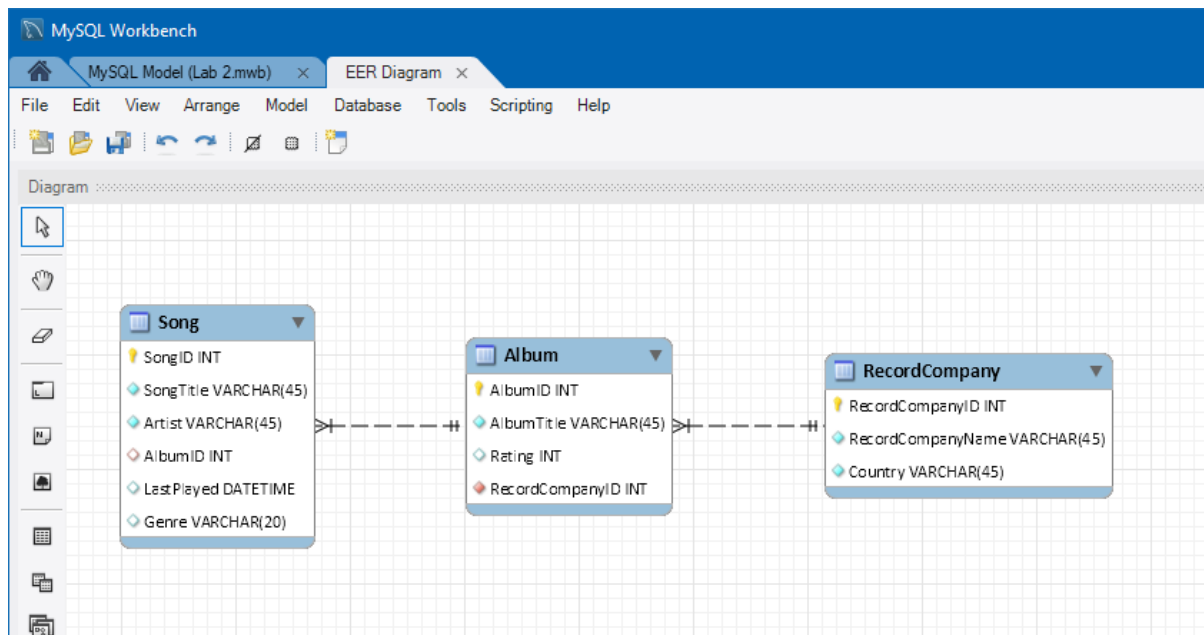 MySQL Workbench
MySQL Model (Lab 2.mwb) × EER Diagram ×
File Edit View Arrange Model Database Tools Scripting Help
Diagram
Song
SongID INT
SongTitle VARCHAR(45)
Artist VARCHAR(45)
AlbumID INT
LastPlayed DATETIME
Genre VARCHAR(20)
Album
AlbumID INT
AlbumTitle VARCHAR(45)
Rating INT
RecordCompanyID INT
RecordCompany
RecordCompanyID INT
RecordCompanyName VARCHAR(45)
Country VARCHAR(45)